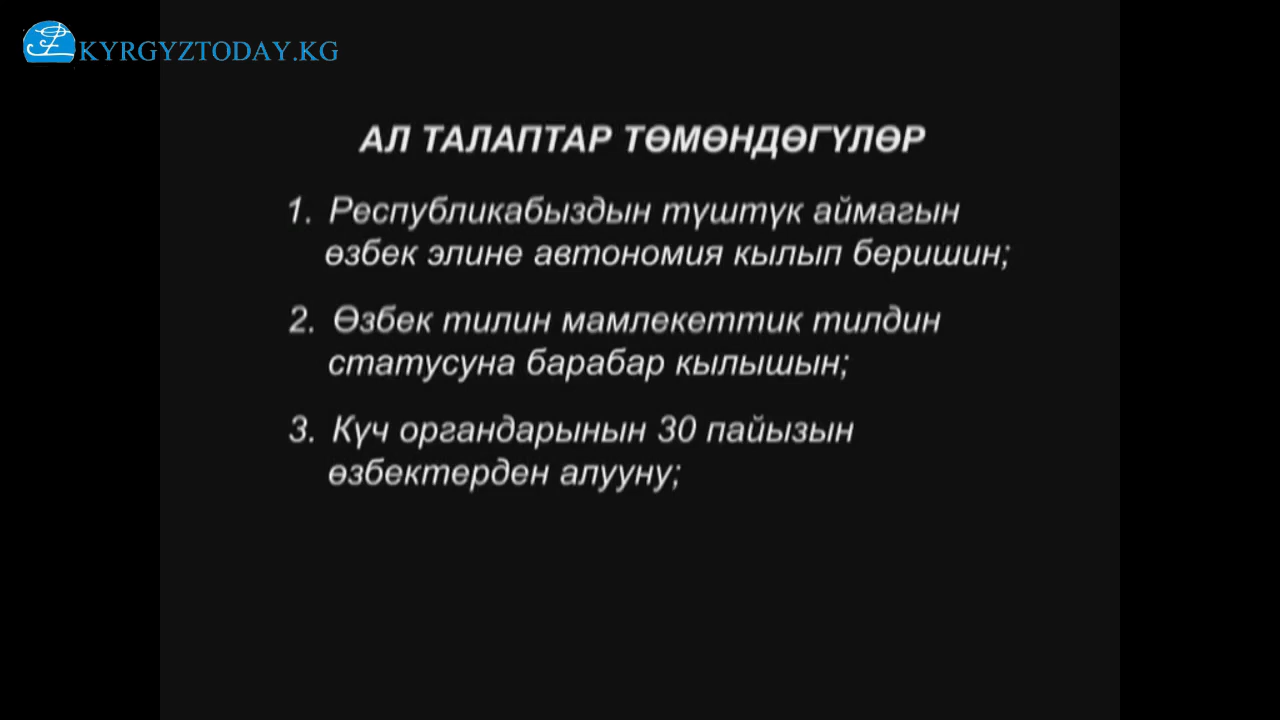 KYRGYZTODAY.KG
АЛ ТАЛАПТАР ТӨМӨНДӨГҮЛӨР
1. Республикабыздын түштүк аймагын
өзбек элине автономия кылып беришин;
2. Өзбек тилин мамлекеттик тилдин
статусуна барабар кылышын;
3. Күч органдарынын 30 пайызын
өзбектерден алууну;